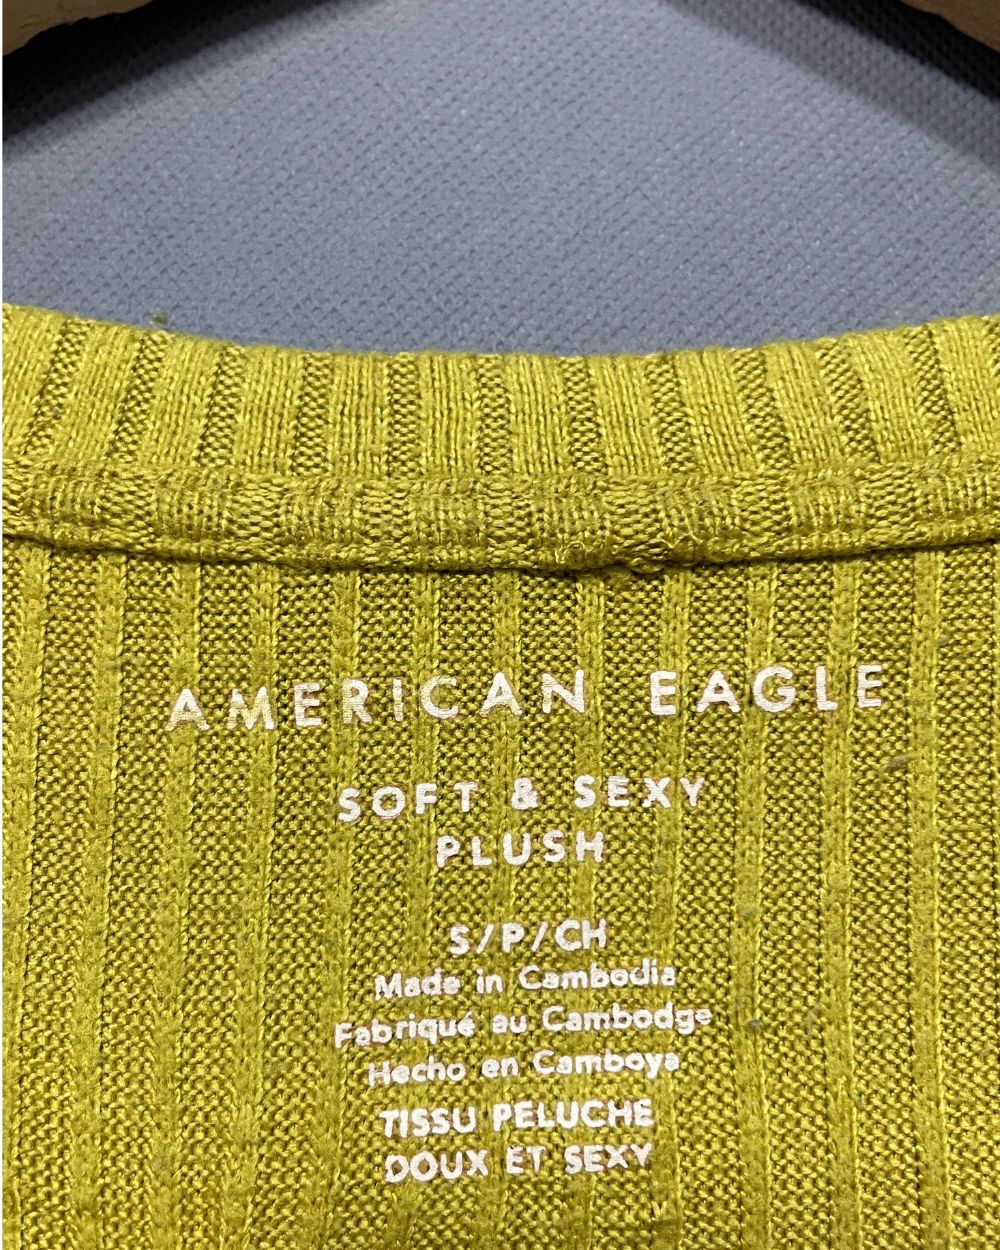 AMERICAN EAGLE
SOFT & SEXY
PLUSH
S/P/CH
Made in Cambodia
Fabriqué au Cambodge
Hecho en Camboya
TISSU PELUCHE
DOUX ET SEXY